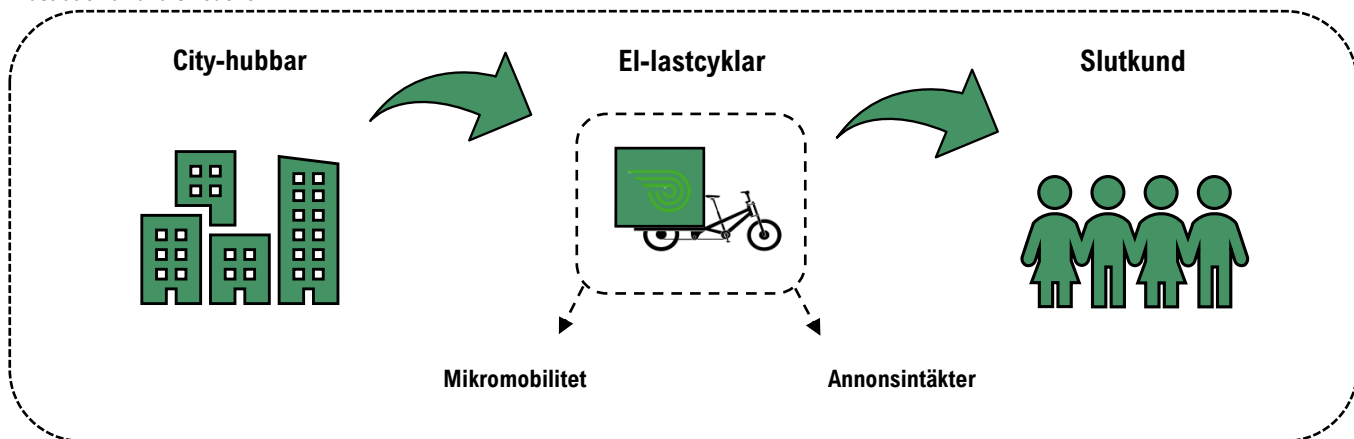 City-hubbar
El-lastcyklar
Slutkund
Mikromobilitet
Annonsintäkter